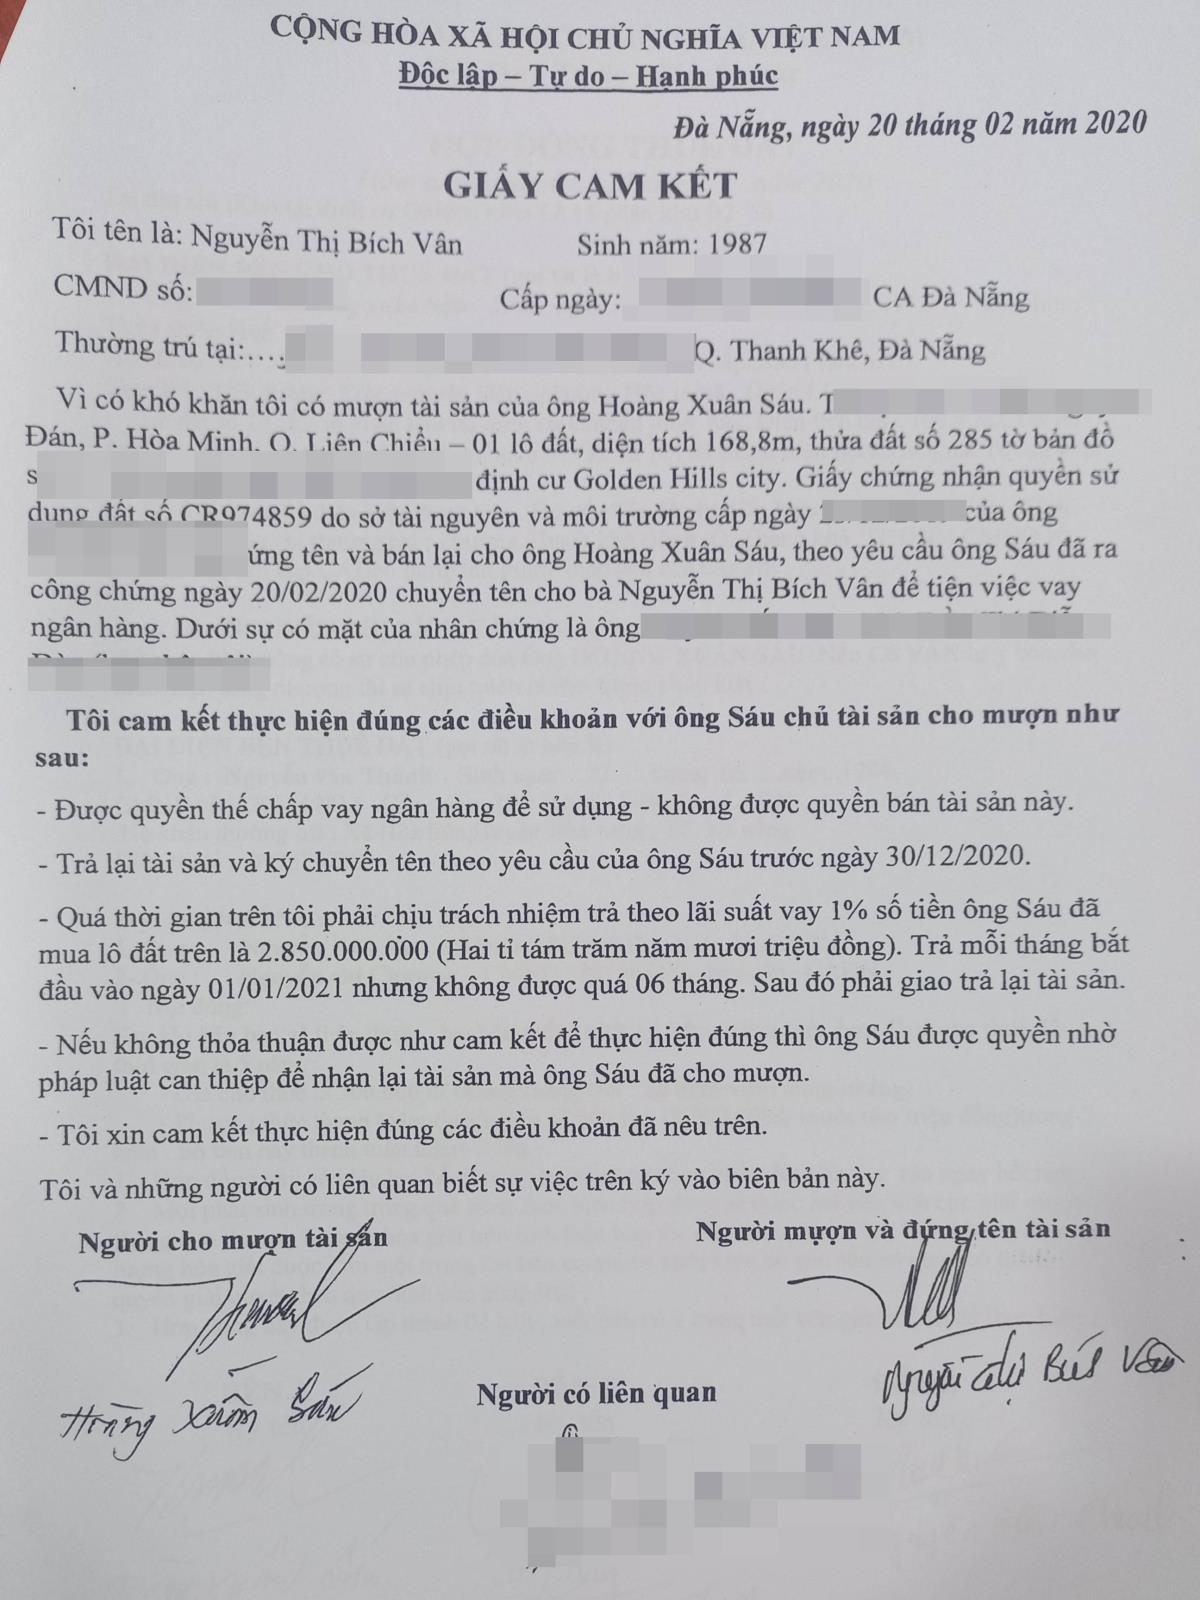 CỘNG HÒA XÃ HỘI CHỦ NGHĨA VIỆT NAM
Độc lập – Tự do – Hạnh phúc
Đà Nẵng, ngày 20 tháng 02 năm 2020
GIẤY CAM KẾT
Tôi tên là: Nguyễn Thị Bích Vân Sinh năm: 1987
CMND số: Cấp ngày: CA Đà Nẵng
Thường trú tại:.... Q. Thanh Khê, Đà Nẵng
Vì có khó khăn tôi có mượn tài sản của ông Hoàng Xuân Sáu. T
Đán, P. Hòa Minh, Q. Liên Chiểu – 01 lô đất, diện tích 168,8m, thửa đất số 285 tờ bản đồ
s định cư Golden Hills city. Giấy chứng nhận quyền sử
dụng đất số CR974859 do sở tài nguyên và môi trường cấp ngày của ông
ứng tên và bán lại cho ông Hoàng Xuân Sáu, theo yêu cầu ông Sáu đã ra
công chứng ngày 20/02/2020 chuyển tên cho bà Nguyễn Thị Bích Vân để tiện việc vay
ngân hàng. Dưới sự có mặt của nhân chứng là ông
Tôi cam kết thực hiện đúng các điều khoản với ông Sáu chủ tài sản cho mượn như
sau:
- Được quyền thế chấp vay ngân hàng để sử dụng - không được quyền bán tài sản này.
- Trả lại tài sản và ký chuyển tên theo yêu cầu của ông Sáu trước ngày 30/12/2020.
- Quá thời gian trên tôi phải chịu trách nhiệm trả theo lãi suất vay 1% số tiền ông Sáu đã
mua lô đất trên là 2.850.000.000 (Hai tỉ tám trăm năm mươi triệu đồng). Trả mỗi tháng bắt
đầu vào ngày 01/01/2021 nhưng không được quá 06 tháng. Sau đó phải giao trả lại tài sản.
- Nếu không thỏa thuận được như cam kết để thực hiện đúng thì ông Sáu được quyền nhờ
pháp luật can thiệp để nhận lại tài sản mà ông Sáu đã cho mượn.
- Tôi xin cam kết thực hiện đúng các điều khoản đã nêu trên.
Tôi và những người có liên quan biết sự việc trên ký vào biên bản này.
Người cho mượn tài sản Người mượn và đứng tên tài sản
Hoàng Xuân Sáu Nguyễn Thị Bích Vân
Người có liên quan